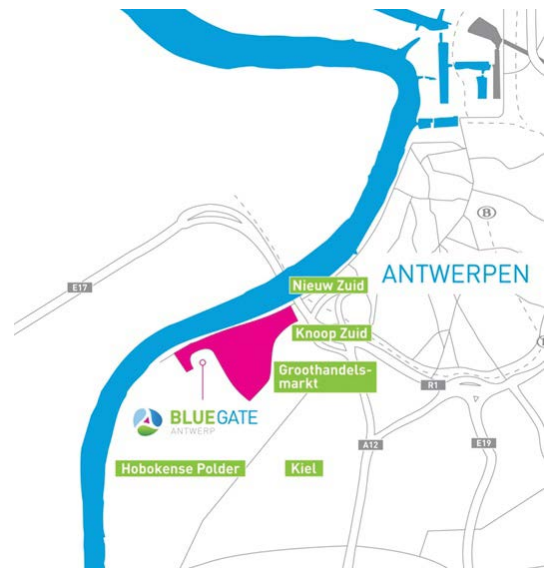 B
ANTWERPEN
E17
Nieuw Zuid
Knoop Zuid
Groothandels-
markt
R1
BLUEGATE
ANTWERP
A12
E19
Hobokense Polder
Kiel